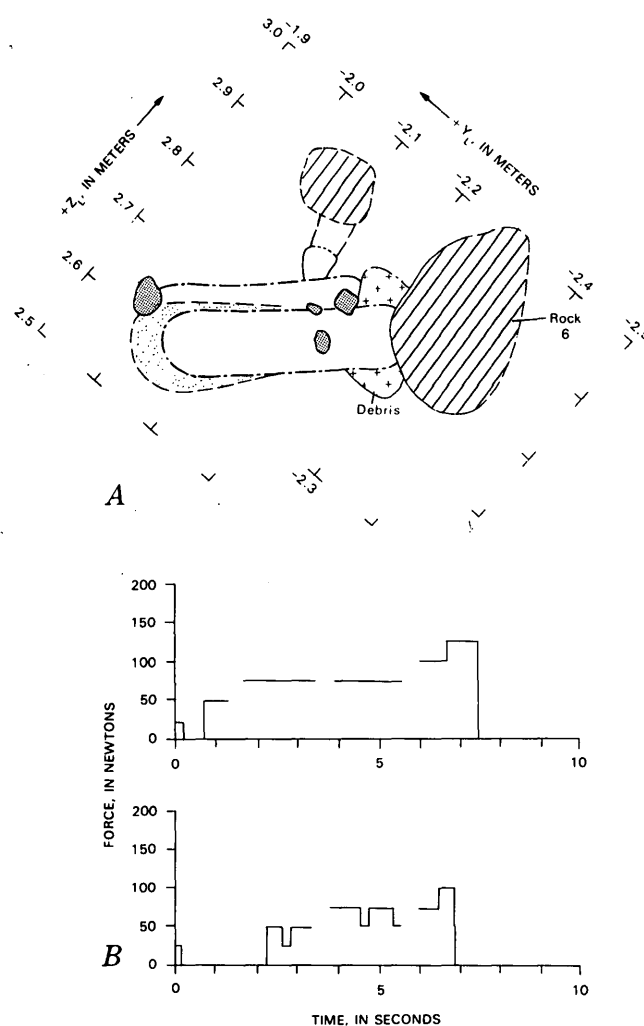 3.0 -1.9
2.9
-2.0
+ZL, IN METERS
+YL, IN METERS
2.8
-2.1
2.7
-2.2
2.6
-2.4
2.5
Rock
6
Debris
-2.3
A
200
150
100
50
0
0 5 10
FORCE, IN NEWTONS
200
150
100
50
0
B
0 5 10
TIME, IN SECONDS